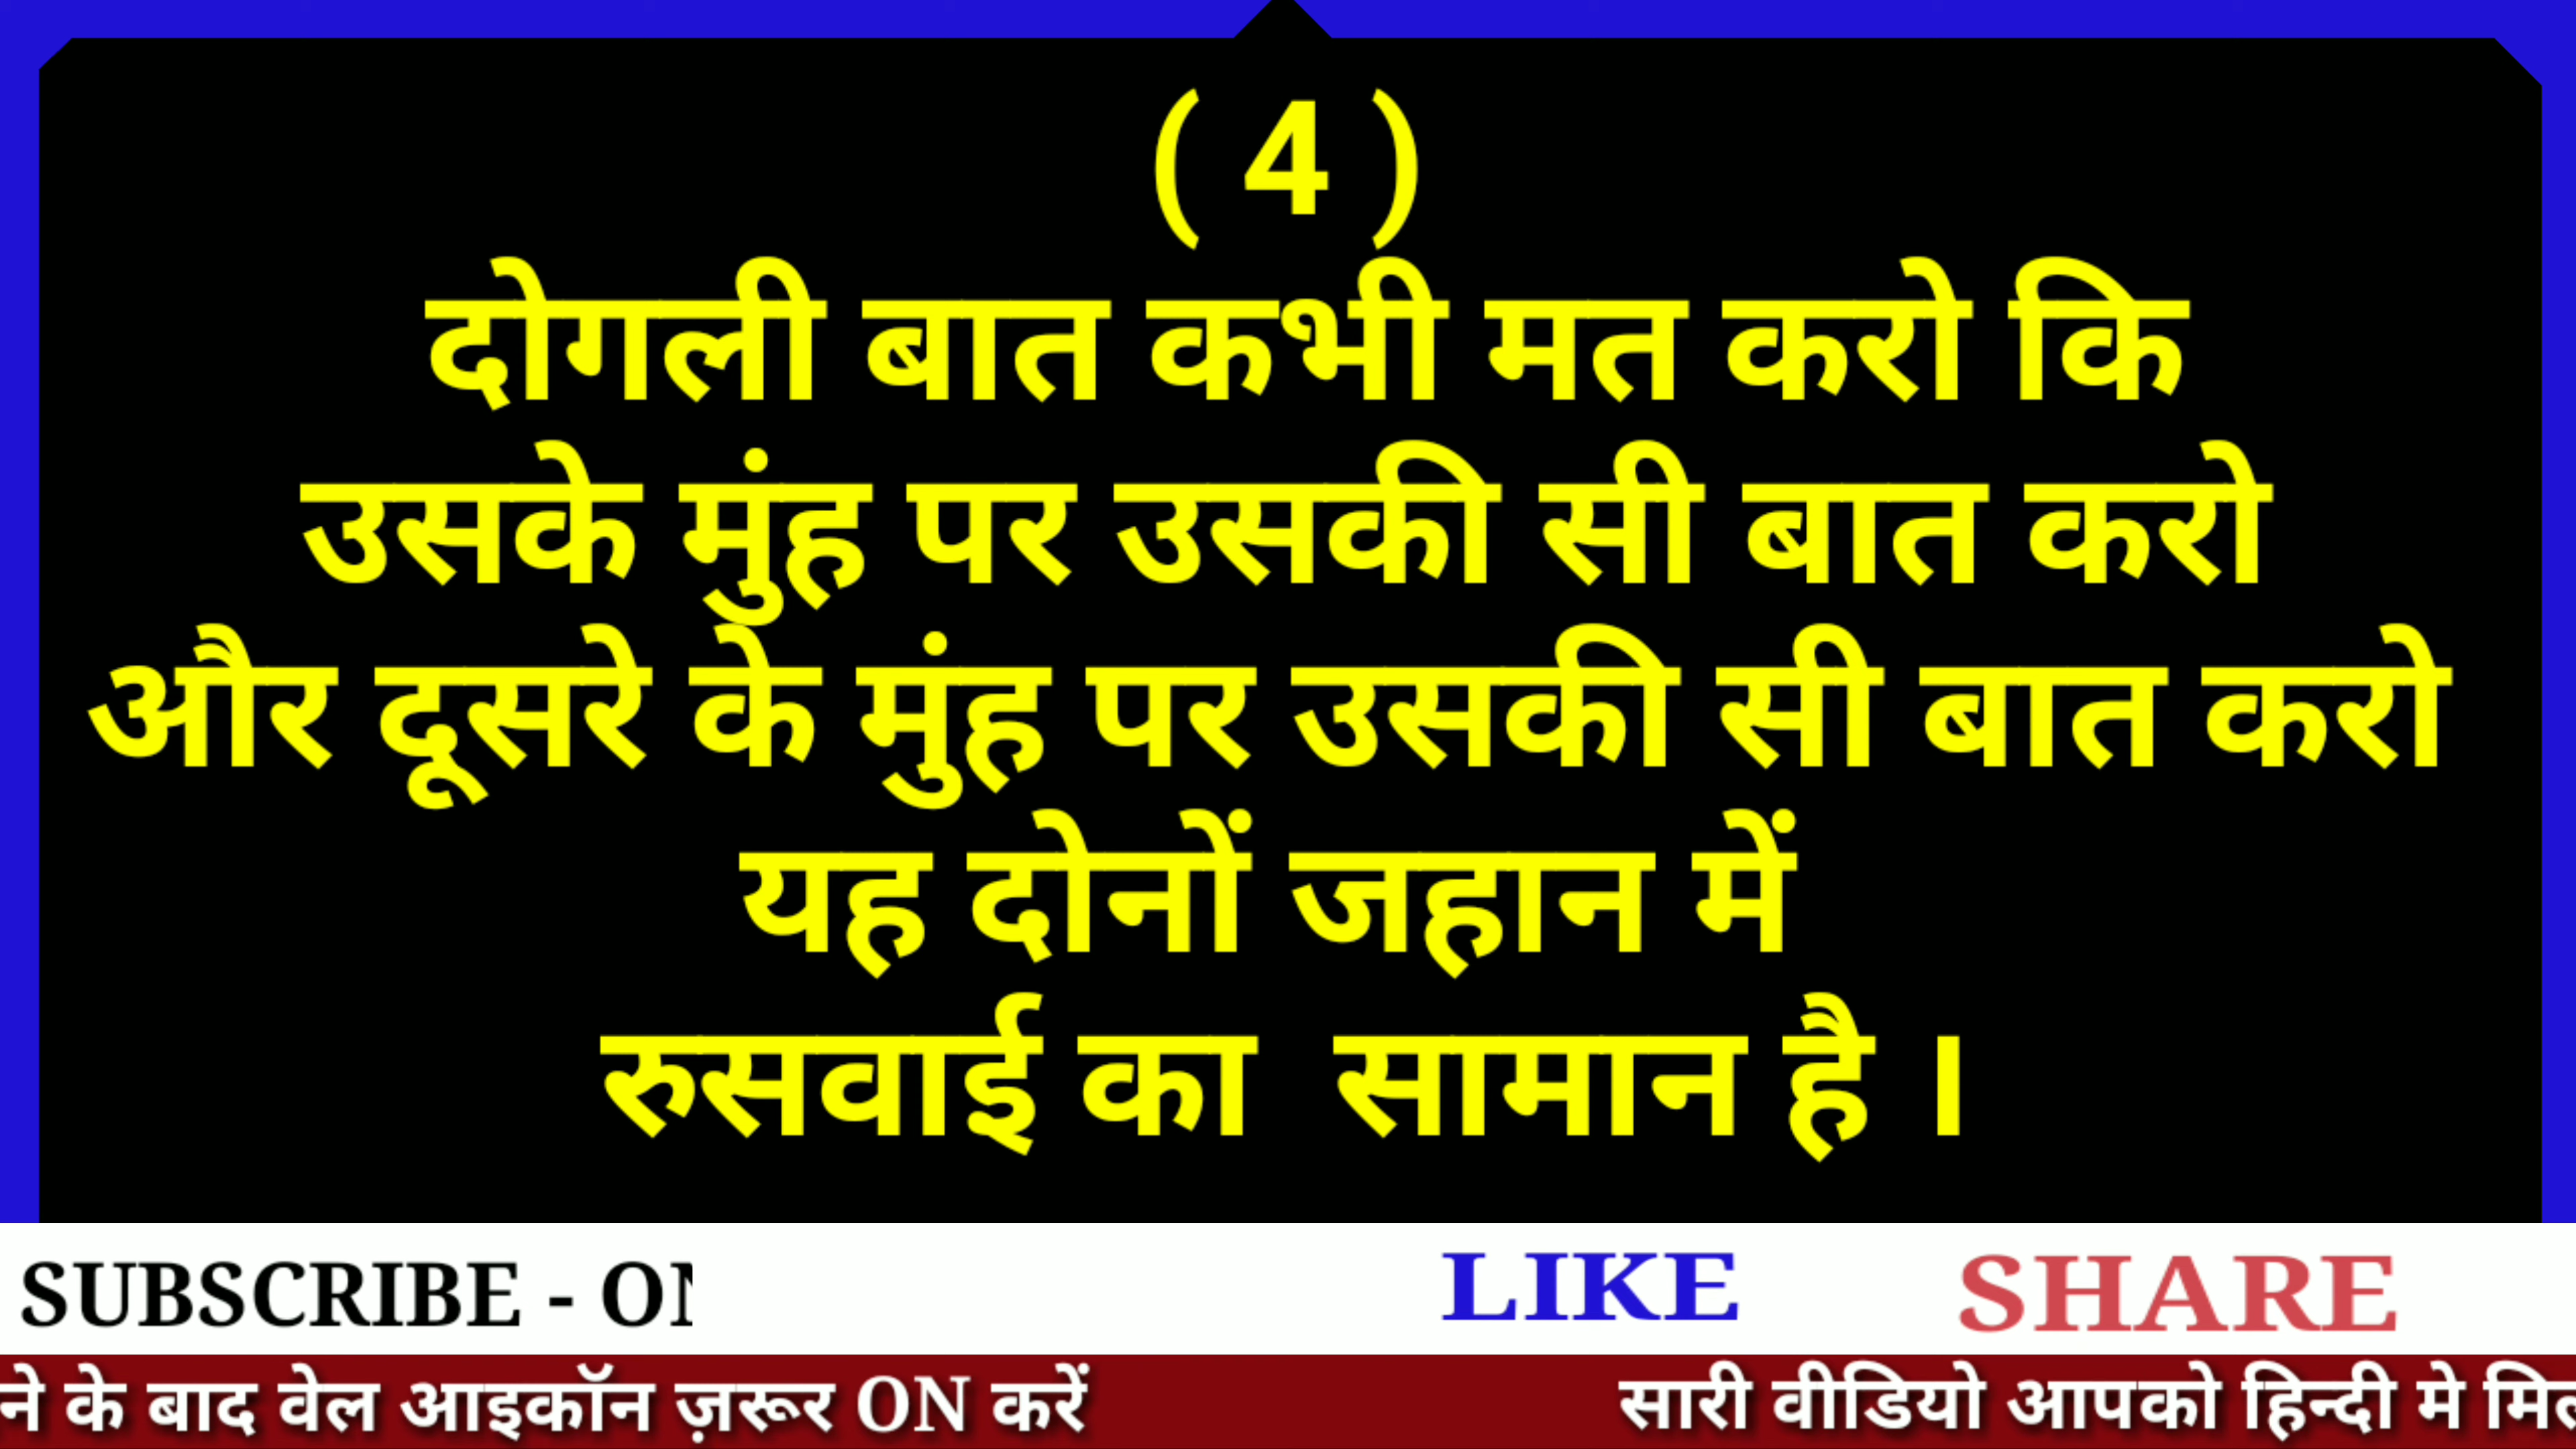 ( 4 )
दोगली बात कभी मत करो कि
उसके मुंह पर उसकी सी बात करो
और दूसरे के मुंह पर उसकी सी बात करो
यह दोनों जहान में
रुसवाई का सामान है ।
SUBSCRIBE - ON LIKE SHARE
ने के बाद वेल आइकॉन ज़रूर ON करें सारी वीडियो आपको हिन्दी मे